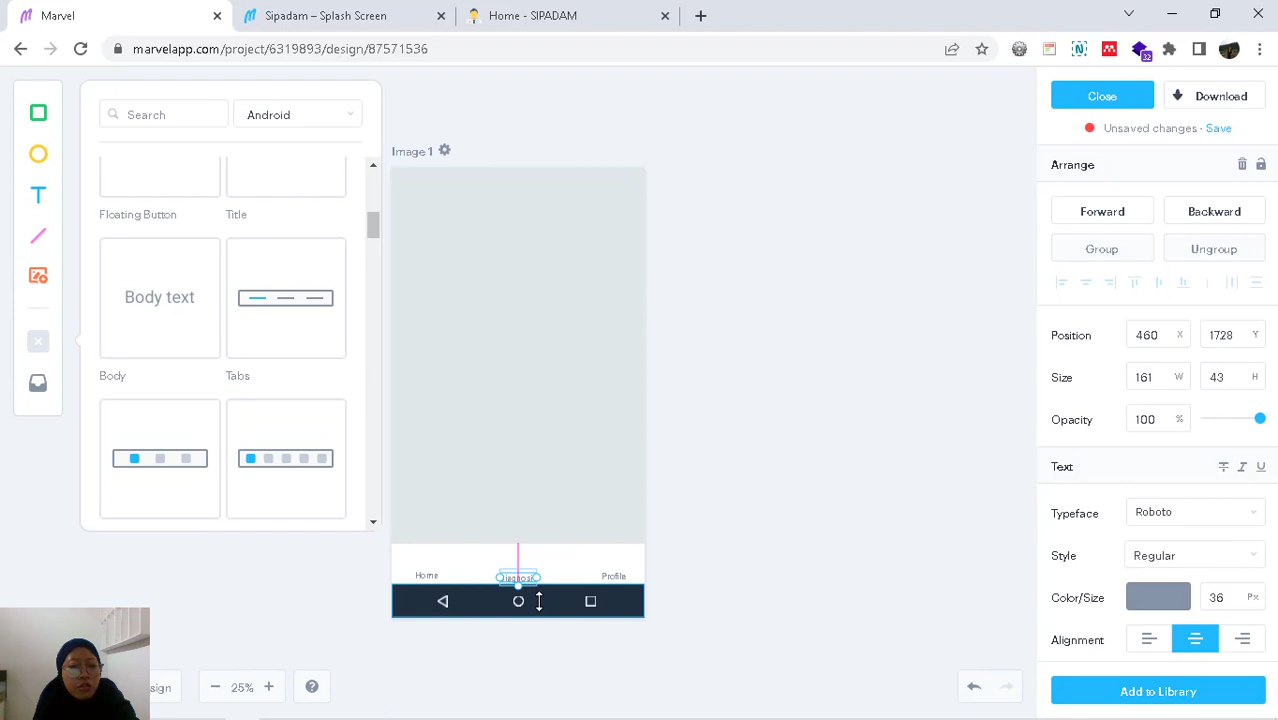 Marvel
Sipadam – Splash Screen
Home - SIPADAM
marvelapp.com/project/6319893/design/87571536
32
Search
Android
Floating Button
Title
Body text
Body
Tabs
Image 1
Home
Diagnosis
Profile
sign
25%
Close
Download
Unsaved changes · Save
Arrange
Forward
Backward
Group
Ungroup
Position
460 X
1728 Y
Size
161 W
43 H
Opacity
100 %
Text
Typeface
Roboto
Style
Regular
Color/Size
36 Px
Alignment
Add to Library